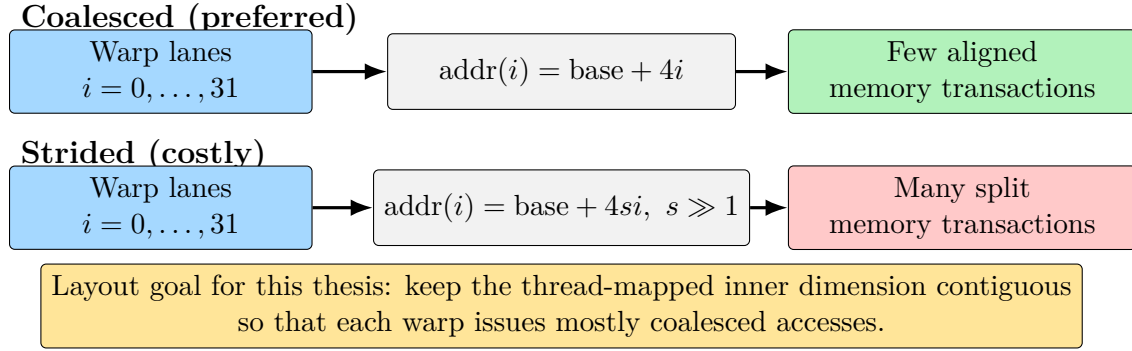 Coalesced (preferred)
Warp lanes
i = 0, . . . , 31
addr(i) = base + 4i
Few aligned
memory transactions
Strided (costly)
Warp lanes
i = 0, . . . , 31
addr(i) = base + 4si, s ≫ 1
Many split
memory transactions
Layout goal for this thesis: keep the thread-mapped inner dimension contiguous
so that each warp issues mostly coalesced accesses.